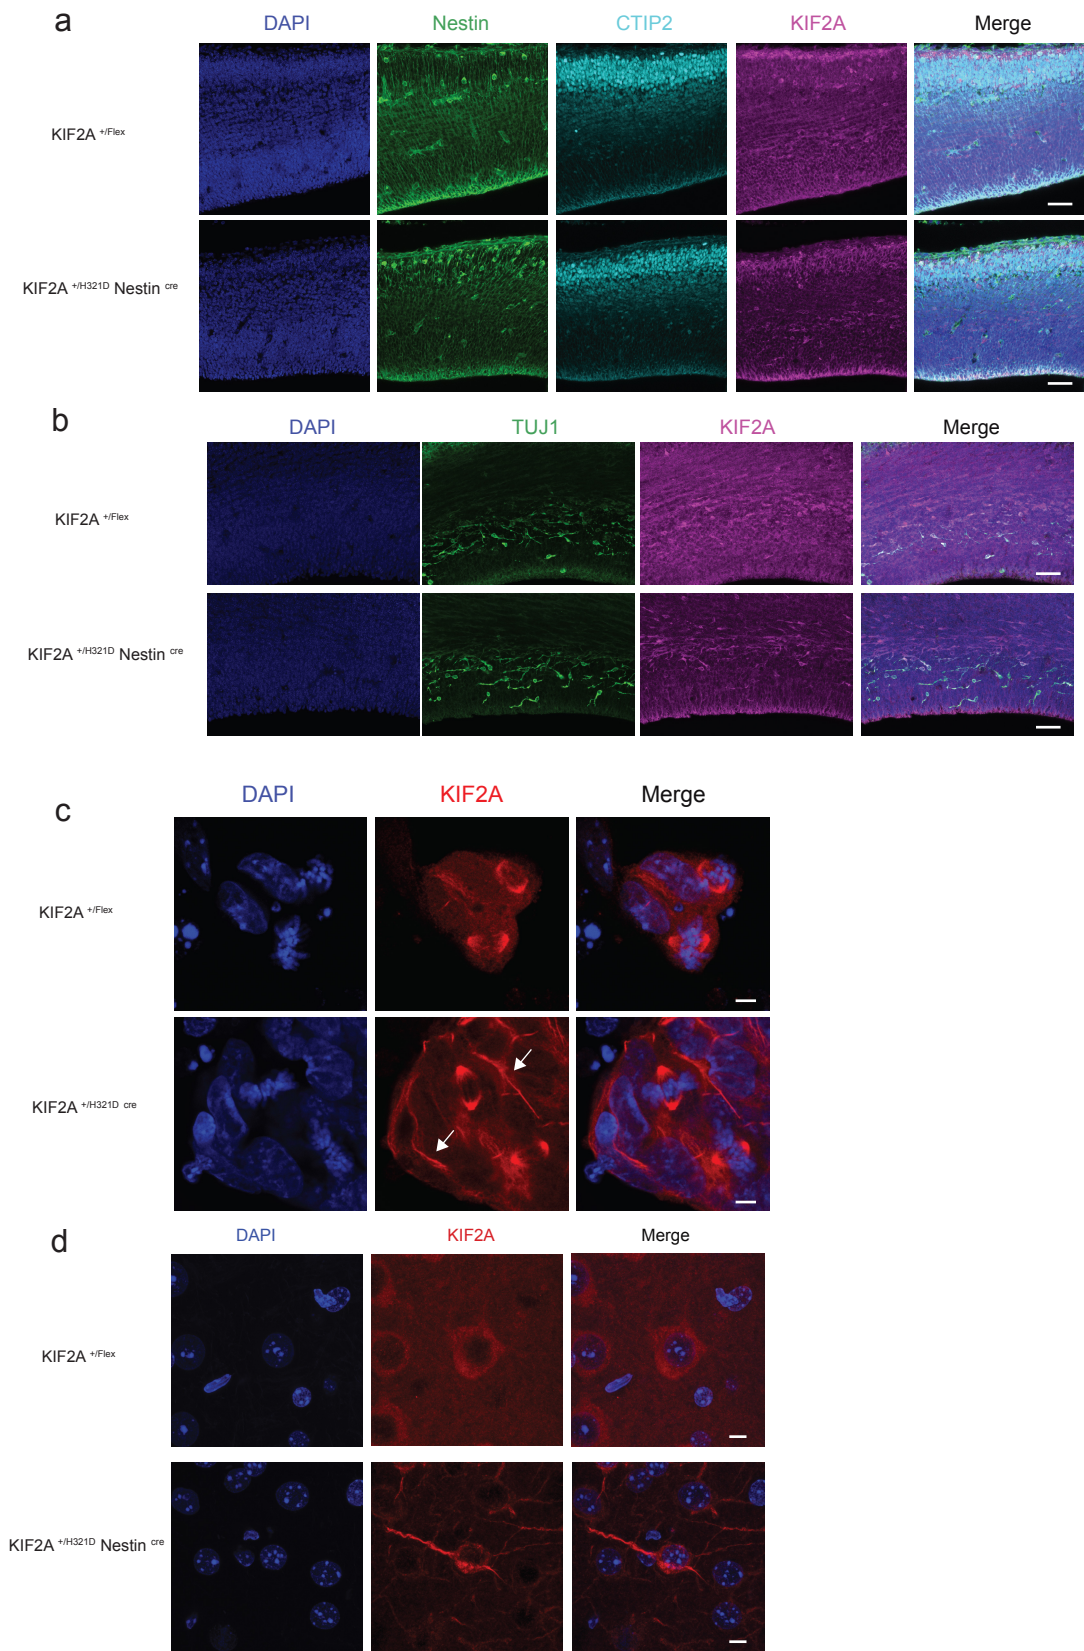 a
DAPI Nestin CTIP2 KIF2A Merge
KIF2A +/Flex
KIF2A +/H321D Nestin cre
b
DAPI TUJ1 KIF2A Merge
KIF2A +/Flex
KIF2A +/H321D Nestin cre
c
DAPI KIF2A Merge
KIF2A +/Flex
KIF2A +/H321D cre
d
DAPI KIF2A Merge
KIF2A +/Flex
KIF2A +/H321D Nestin cre